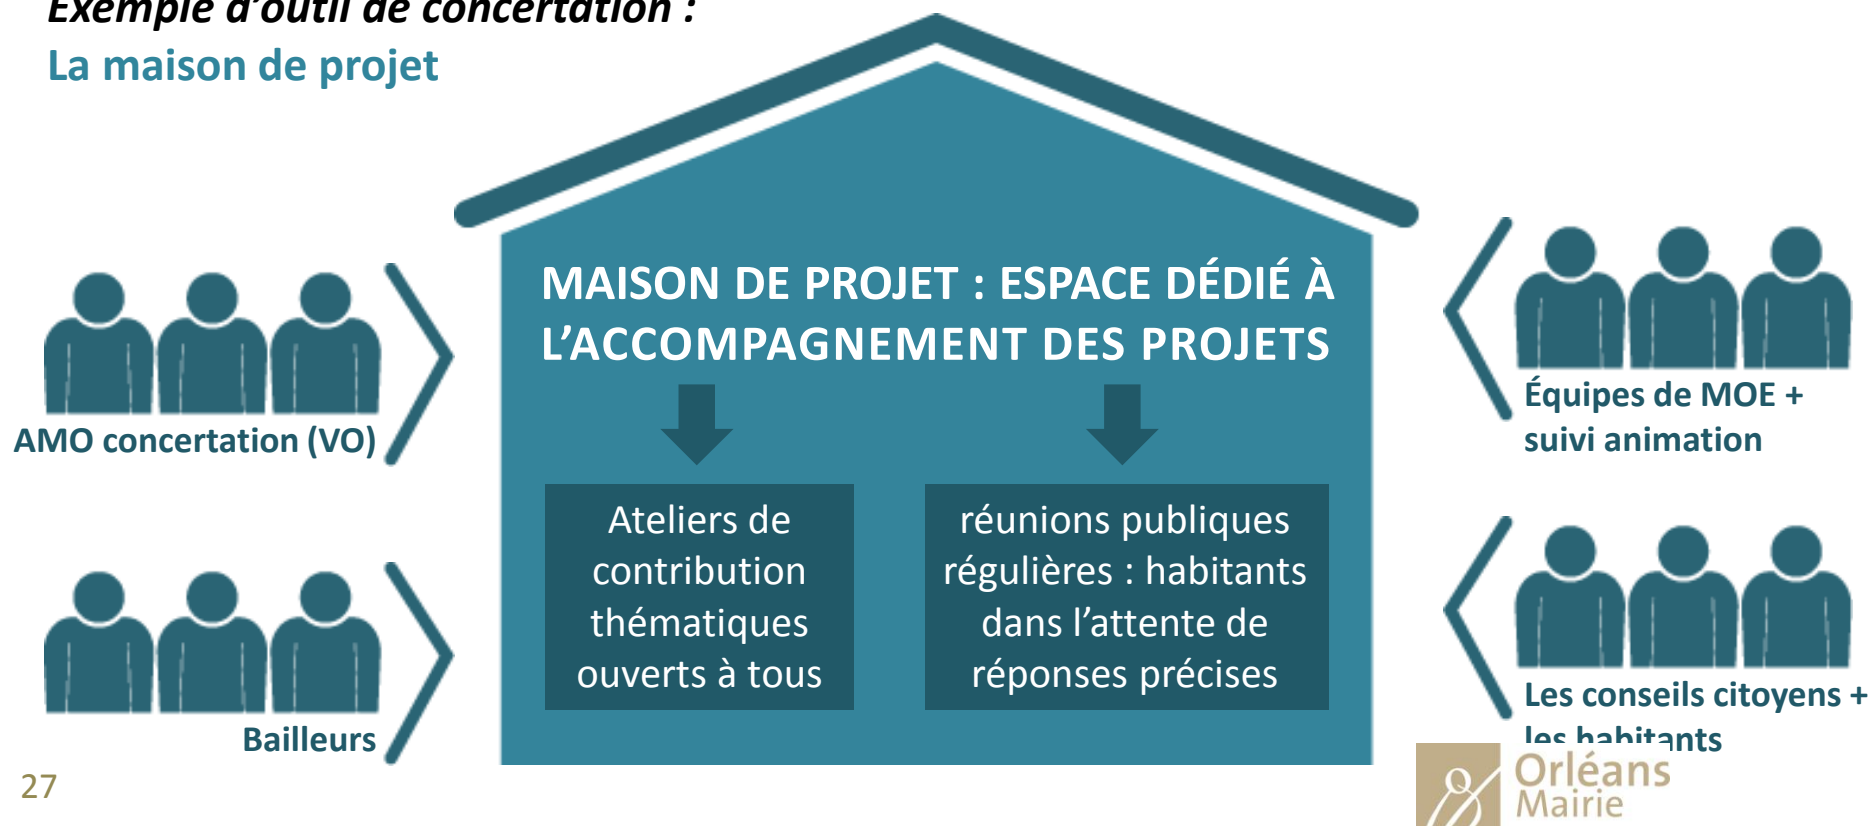 Exemple d'outil de concertation :
La maison de projet
MAISON DE PROJET : ESPACE DÉDIÉ À
L'ACCOMPAGNEMENT DES PROJETS
AMO concertation (VO)
Équipes de MOE +
suivi animation
Ateliers de
contribution
thématiques
ouverts à tous
réunions publiques
régulières : habitants
dans l'attente de
réponses précises
Bailleurs
Les conseils citoyens +
les habitants
27
Orléans
Mairie